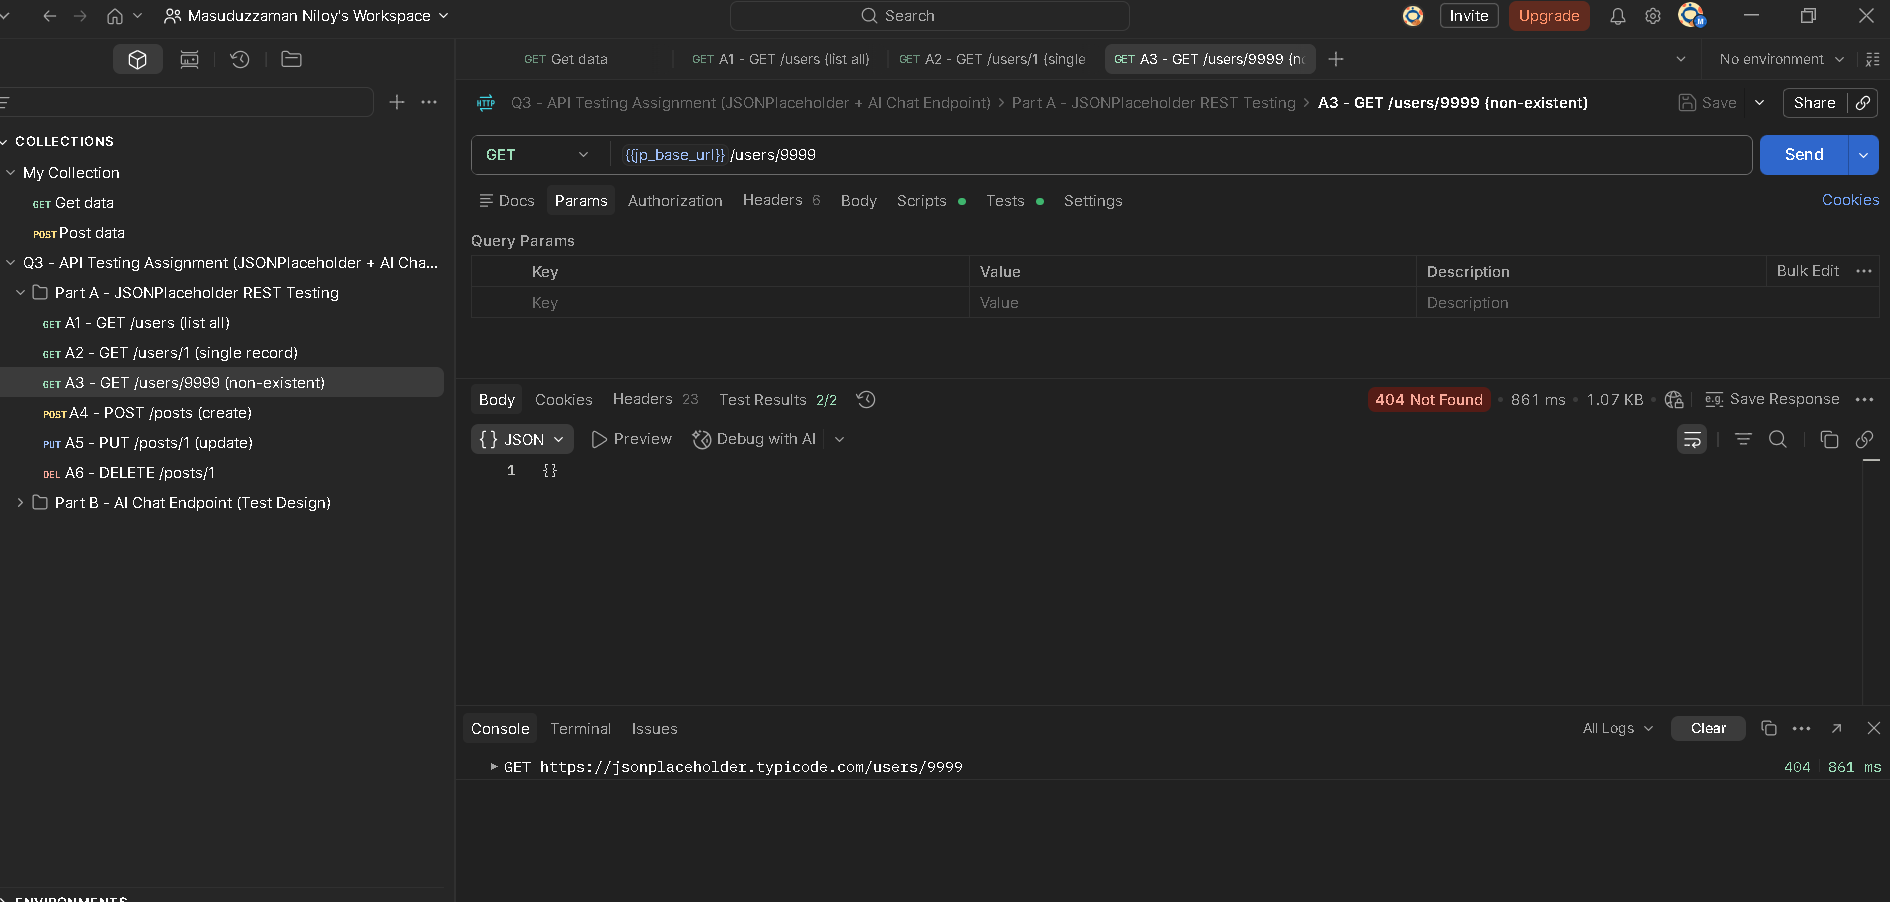 Masuduzzaman Niloy's Workspace
Search
Invite
Upgrade
M
GET Get data
GET A1 - GET /users (list all)
GET A2 - GET /users/1 (single
GET A3 - GET /users/9999 (n
No environment
HTTP Q3 - API Testing Assignment (JSONPlaceholder + AI Chat Endpoint) > Part A - JSONPlaceholder REST Testing > A3 - GET /users/9999 (non-existent)
Save
Share
COLLECTIONS
My Collection
GET Get data
POST Post data
Q3 - API Testing Assignment (JSONPlaceholder + AI Cha...
Part A - JSONPlaceholder REST Testing
GET A1 - GET /users (list all)
GET A2 - GET /users/1 (single record)
GET A3 - GET /users/9999 (non-existent)
POST A4 - POST /posts (create)
PUT A5 - PUT /posts/1 (update)
DEL A6 - DELETE /posts/1
Part B - AI Chat Endpoint (Test Design)
ENVIRONMENTS
GET {{jp_base_url}} /users/9999
Send
Docs Params Authorization Headers 6 Body Scripts Tests Settings
Cookies
Query Params
Key Value Description Bulk Edit
Key Value Description
Body Cookies Headers 23 Test Results 2/2
404 Not Found • 861 ms • 1.07 KB • e.g. Save Response
{} JSON Preview Debug with AI
1 {}
Console Terminal Issues
All Logs Clear
GET https://jsonplaceholder.typicode.com/users/9999
404 861 ms